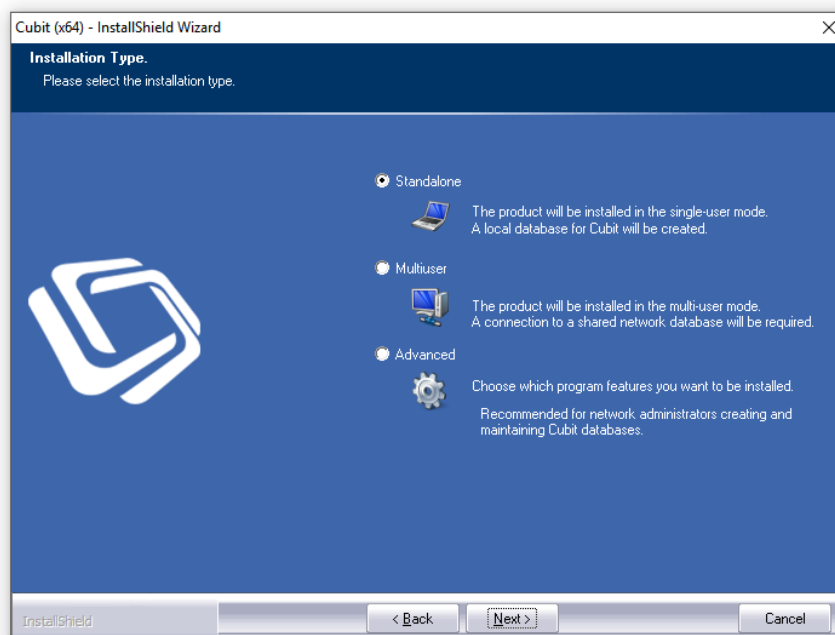 Cubit (x64) - InstallShield Wizard
Installation Type.
Please select the installation type.
Standalone
The product will be installed in the single-user mode.
A local database for Cubit will be created.
Multiuser
The product will be installed in the multi-user mode.
A connection to a shared network database will be required.
Advanced
Choose which program features you want to be installed.
Recommended for network administrators creating and
maintaining Cubit databases.
InstallShield
< Back
Next >
Cancel